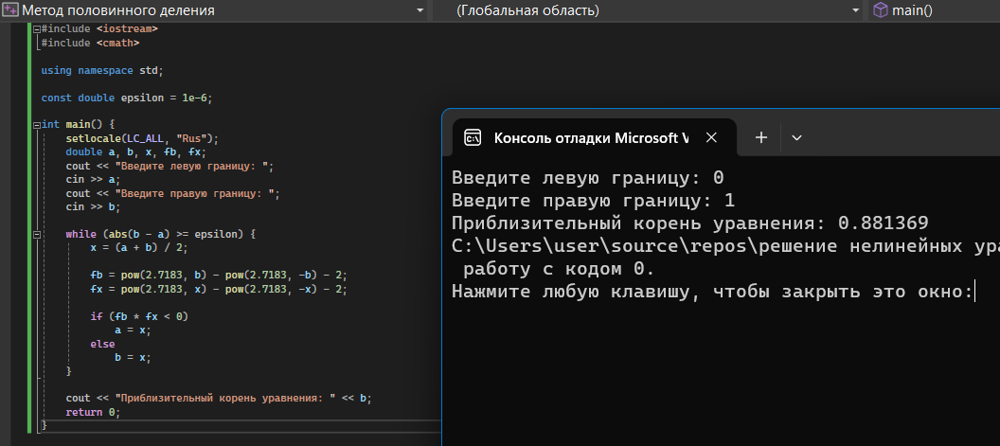 Метод половинного деления
(Глобальная область)
main()
#include <iostream>
#include <cmath>
using namespace std;
const double epsilon = 1e-6;
int main() {
setlocale(LC_ALL, "Rus");
double a, b, x, fb, fx;
cout << "Введите левую границу: ";
cin >> a;
cout << "Введите правую границу: ";
cin >> b;
while (abs(b - a) >= epsilon) {
x = (a + b) / 2;
fb = pow(2.7183, b) - pow(2.7183, -b) - 2;
fx = pow(2.7183, x) - pow(2.7183, -x) - 2;
if (fb * fx < 0)
a = x;
else
b = x;
}
cout << "Приблизительный корень уравнения: " << b;
return 0;
}
Консоль отладки Microsoft V
Введите левую границу: 0
Введите правую границу: 1
Приблизительный корень уравнения: 0.881369
C:\Users\user\source\repos\решение нелинейных ура
работу с кодом 0.
Нажмите любую клавишу, чтобы закрыть это окно: